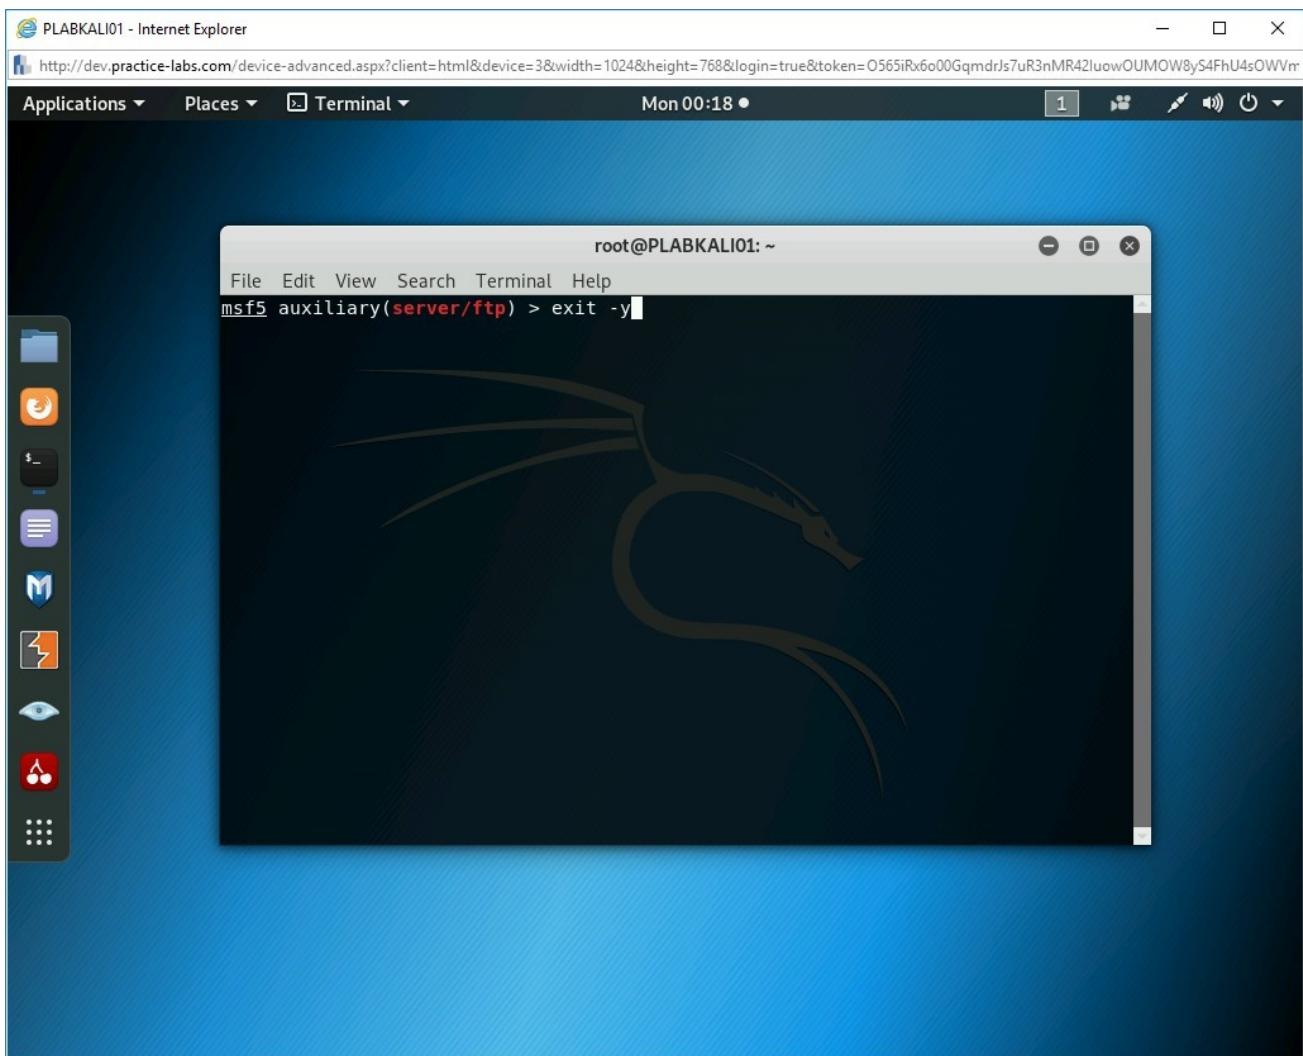 PLABKALI01 - Internet Explorer
http://dev.practice-labs.com/device-advanced.aspx?client=html&device=3&width=1024&height=768&login=true&token=O565iRx6o00GqmdrJs7uR3nMR42luowOUMOW8yS4FhU4sOWVm
Applications Places Terminal Mon 00:18 1
root@PLABKALI01: ~
File Edit View Search Terminal Help
msf5 auxiliary(server/ftp) > exit -y
$_